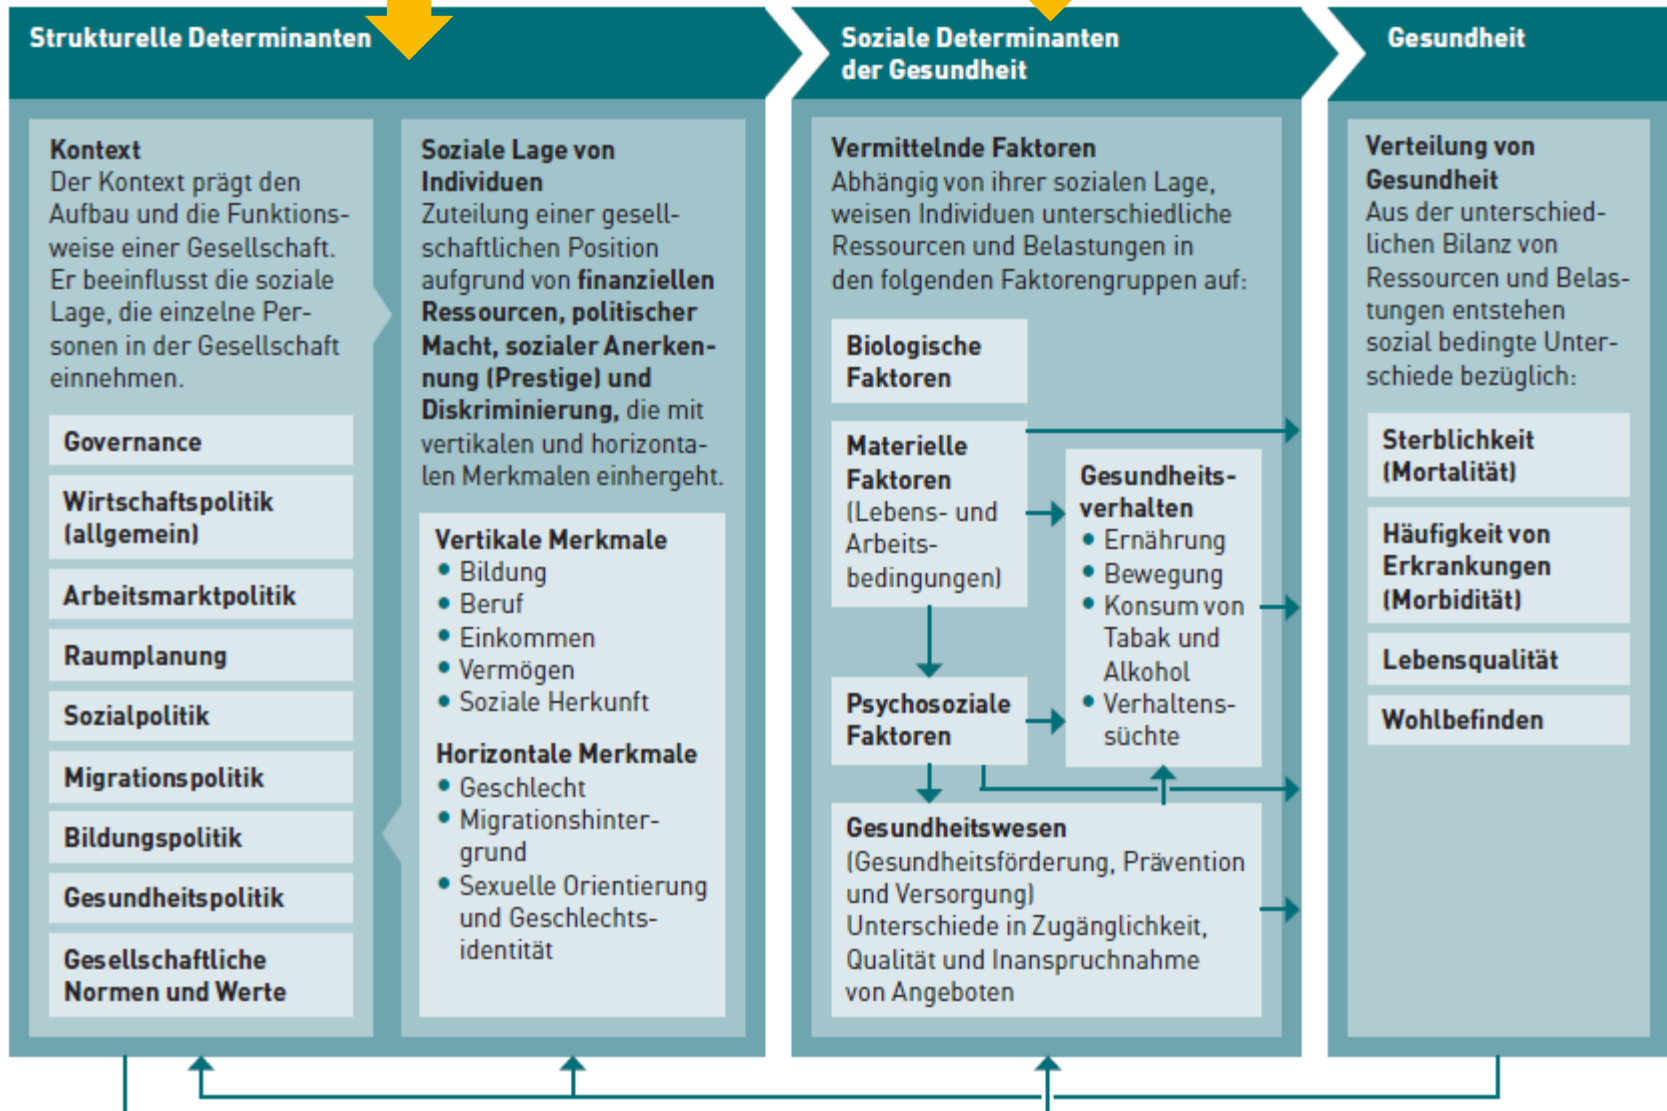 Strukturelle Determinanten
Kontext
Der Kontext prägt den
Aufbau und die Funktions-
weise einer Gesellschaft.
Er beeinflusst die soziale
Lage, die einzelne Per-
sonen in der Gesellschaft
einnehmen.
Governance
Wirtschaftspolitik
(allgemein)
Arbeitsmarktpolitik
Raumplanung
Sozialpolitik
Migrationspolitik
Bildungspolitik
Gesundheitspolitik
Gesellschaftliche
Normen und Werte
Soziale Lage von
Individuen
Zuteilung einer gesell-
schaftlichen Position
aufgrund von finanziellen
Ressourcen, politischer
Macht, sozialer Anerken-
nung (Prestige) und
Diskriminierung, die mit
vertikalen und horizonta-
len Merkmalen einhergeht.
Vertikale Merkmale
• Bildung
• Beruf
• Einkommen
• Vermögen
• Soziale Herkunft
Horizontale Merkmale
• Geschlecht
• Migrationshinter-
grund
• Sexuelle Orientierung
und Geschlechts-
identität
Soziale Determinanten
der Gesundheit
Vermittelnde Faktoren
Abhängig von ihrer sozialen Lage,
weisen Individuen unterschiedliche
Ressourcen und Belastungen in
den folgenden Faktorengruppen auf:
Biologische
Faktoren
Materielle
Faktoren
(Lebens- und
Arbeits-
bedingungen)
Psychosoziale
Faktoren
Gesundheits-
verhalten
• Ernährung
• Bewegung
• Konsum von
Tabak und
Alkohol
• Verhaltens-
süchte
Gesundheitswesen
(Gesundheitsförderung, Prävention
und Versorgung)
Unterschiede in Zugänglichkeit,
Qualität und Inanspruchnahme
von Angeboten
Gesundheit
Verteilung von
Gesundheit
Aus der unterschied-
lichen Bilanz von
Ressourcen und Belas-
tungen entstehen
sozial bedingte Unter-
schiede bezüglich:
Sterblichkeit
(Mortalität)
Häufigkeit von
Erkrankungen
(Morbidität)
Lebensqualität
Wohlbefinden